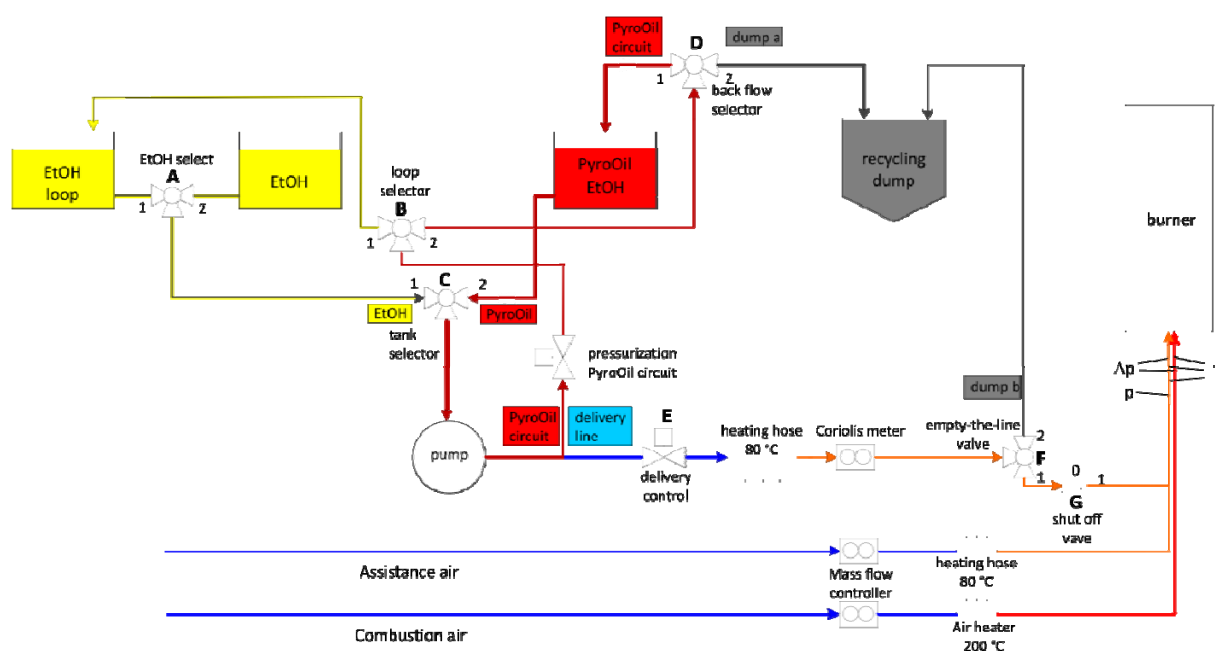 PyroOil
circuit
D
dump a
1
2
back flow
selector
EtOH select
A
EtOH
loop
1
2
EtOH
loop
selector
B
1
2
PyroOil
EtOH
recycling
dump
burner
C
1
2
EtOH
PyroOil
tank
selector
pressurization
PyroOil circuit
Λp
p
dump b
PyroOil
circuit
delivery
line
E
pump
delivery
control
heating hose
80 °C
Coriolis meter
empty-the-line
valve
2
F
1
0
1
G
shut off
vave
Assistance air
Mass flow
controller
heating hose
80 °C
Combustion air
Air heater
200 °C